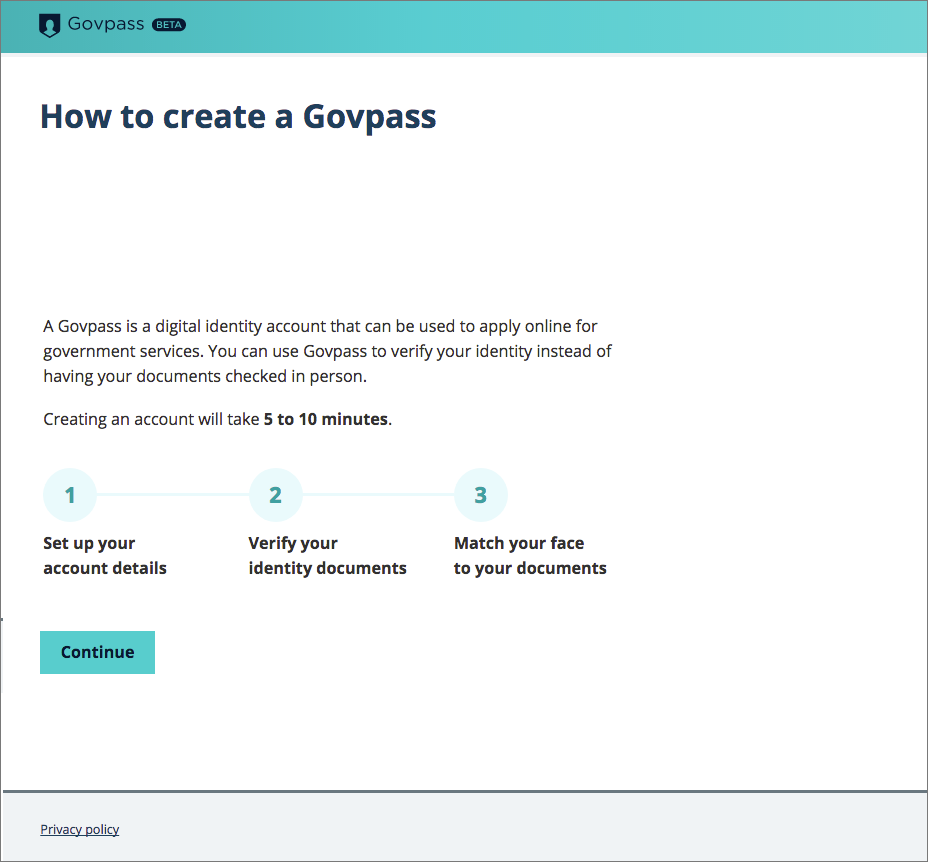 Govpass BETA
How to create a Govpass
A Govpass is a digital identity account that can be used to apply online for
government services. You can use Govpass to verify your identity instead of
having your documents checked in person.
Creating an account will take 5 to 10 minutes.
1 2 3
Set up your
account details
Verify your
identity documents
Match your face
to your documents
Continue
Privacy policy